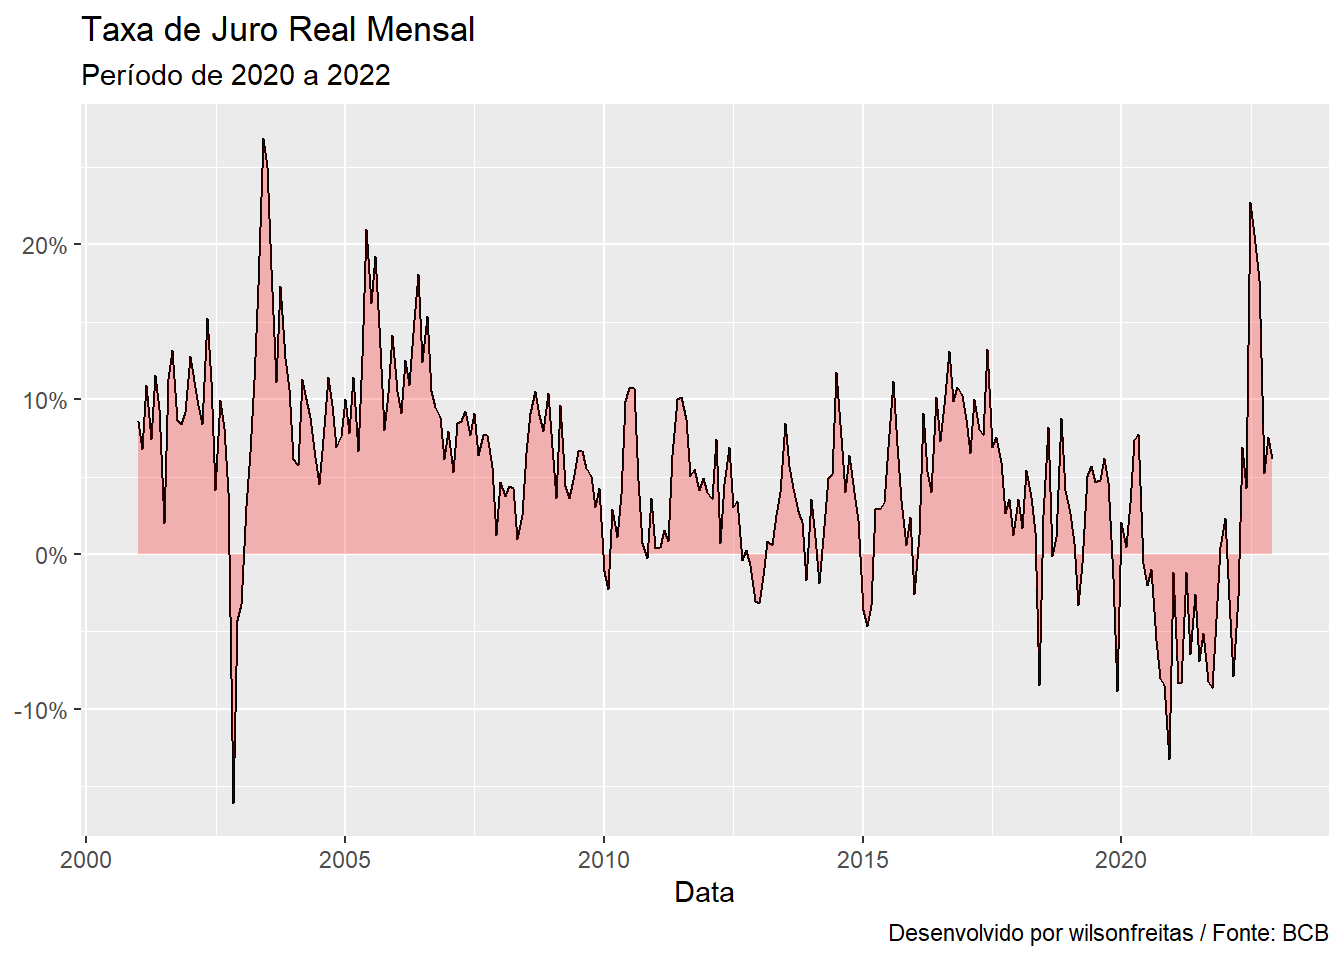 Taxa de Juro Real Mensal
Período de 2020 a 2022
20%
10%
0%
-10%
2000 2005 2010 2015 2020
Data
Desenvolvido por wilsonfreitas / Fonte: BCB